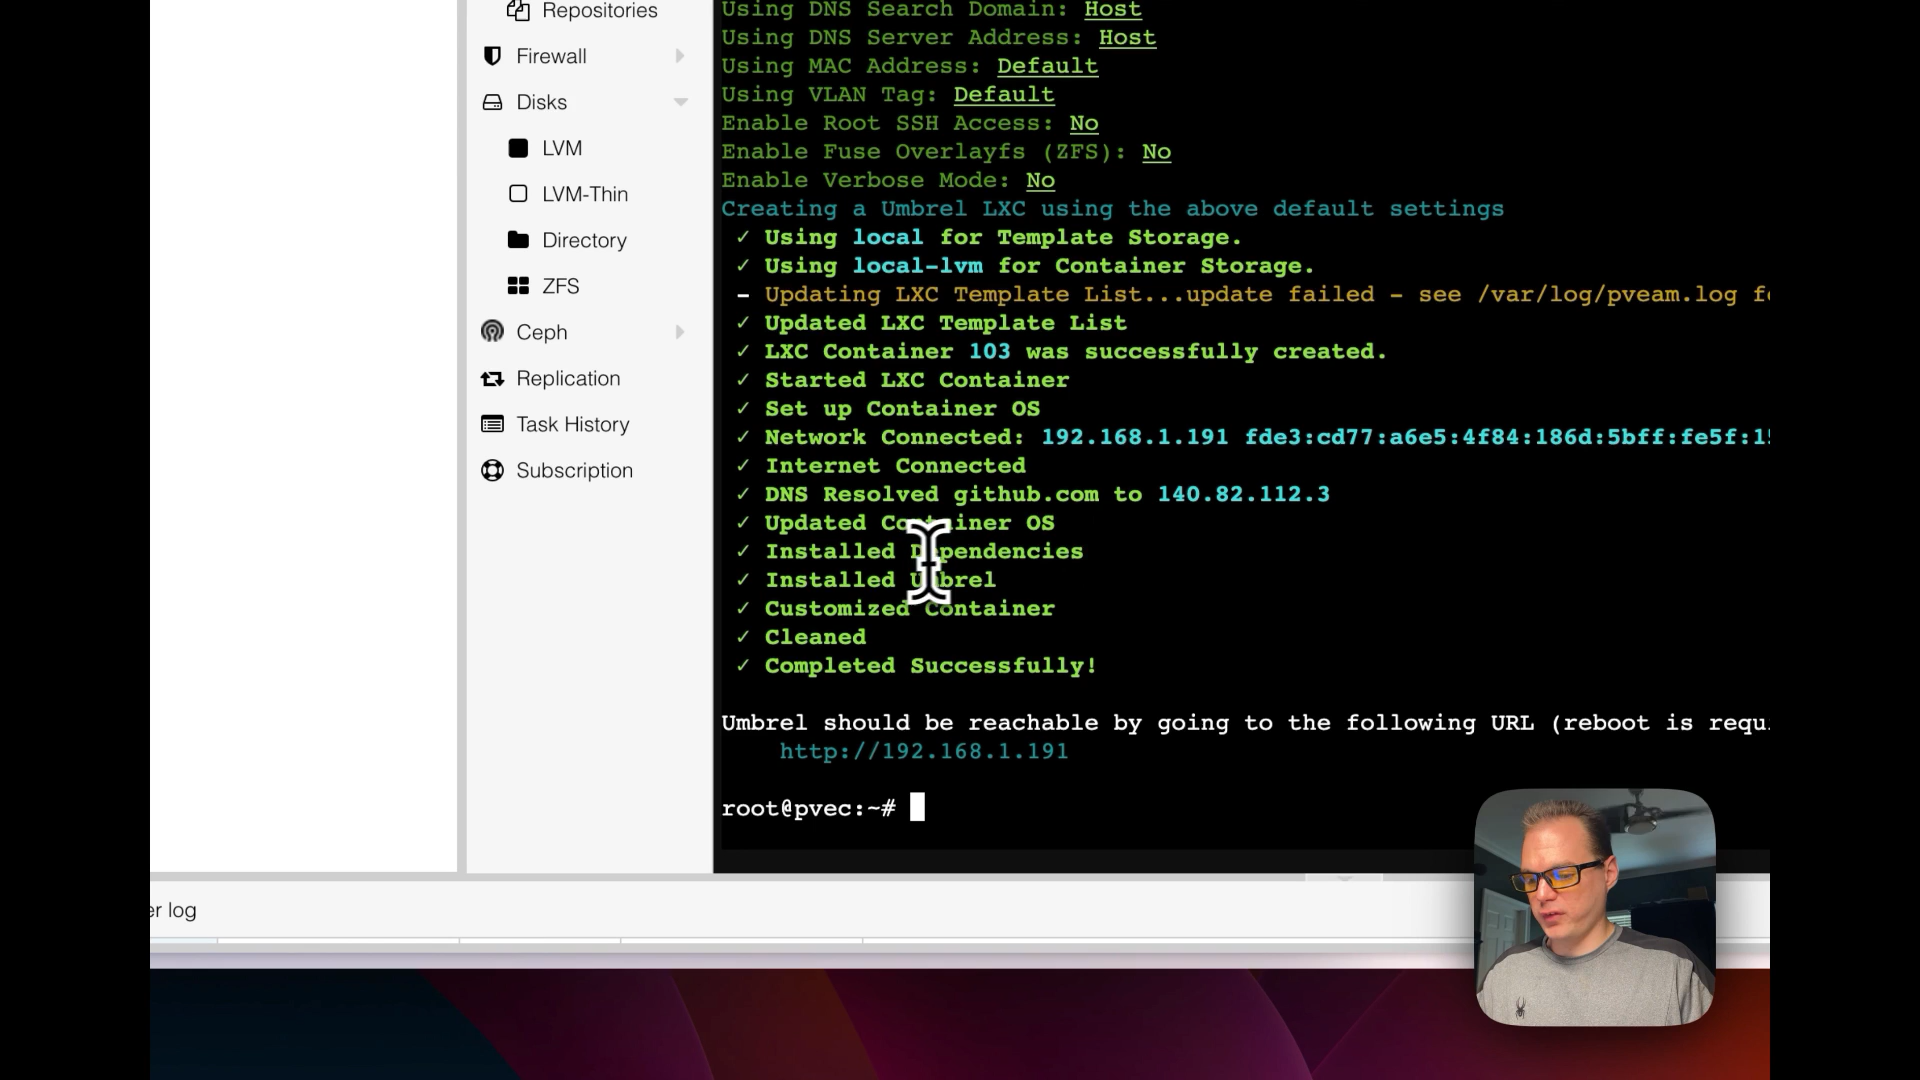 Repositories
Firewall
Disks
LVM
LVM-Thin
Directory
ZFS
Ceph
Replication
Task History
Subscription
Using DNS Search Domain: Host
Using DNS Server Address: Host
Using MAC Address: Default
Using VLAN Tag: Default
Enable Root SSH Access: No
Enable Fuse Overlayfs (ZFS): No
Enable Verbose Mode: No
Creating a Umbrel LXC using the above default settings
✓ Using local for Template Storage.
✓ Using local-lvm for Container Storage.
- Updating LXC Template List...update failed - see /var/log/pveam.log
✓ Updated LXC Template List
✓ LXC Container 103 was successfully created.
✓ Started LXC Container
✓ Set up Container OS
✓ Network Connected: 192.168.1.191 fde3:cd77:a6e5:4f84:186d:5bff:fe5f:
✓ Internet Connected
✓ DNS Resolved github.com to 140.82.112.3
✓ Updated Container OS
✓ Installed Dependencies
✓ Installed Umbrel
✓ Customized Container
✓ Cleaned
✓ Completed Successfully!
Umbrel should be reachable by going to the following URL (reboot is requ
http://192.168.1.191
root@pvec:~#
er log